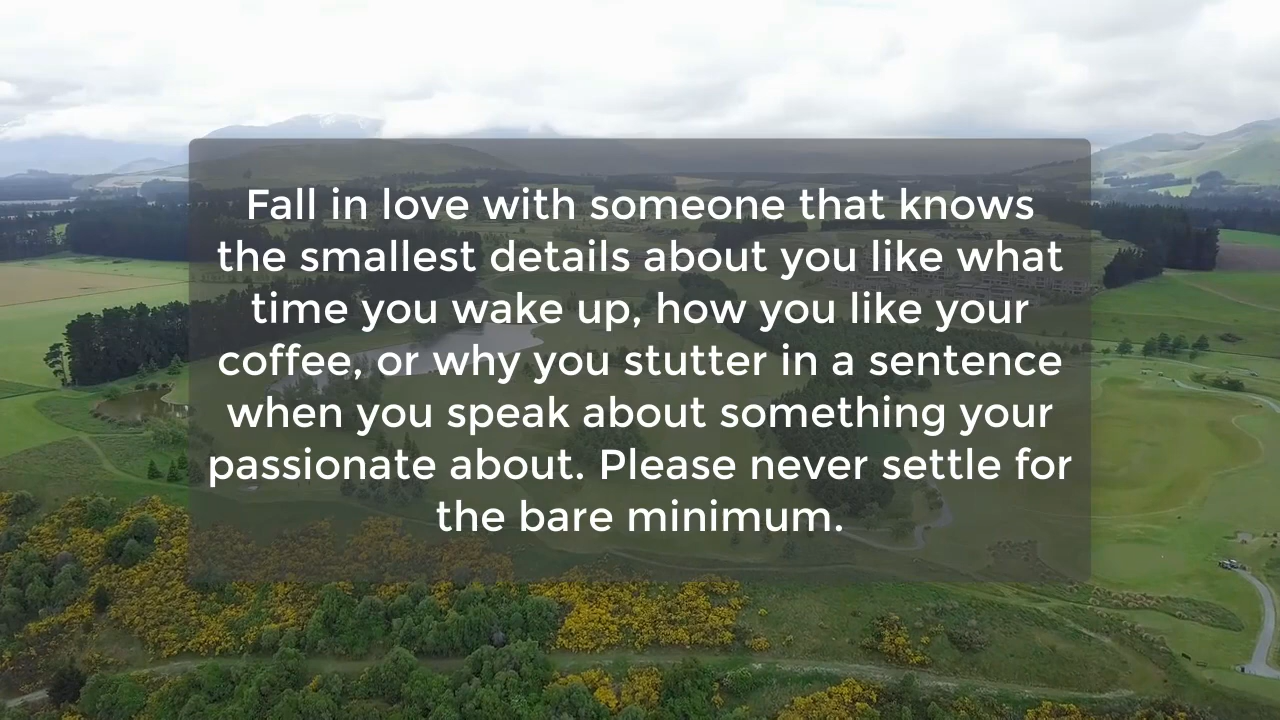 Fall in love with someone that knows
the smallest details about you like what
time you wake up, how you like your
coffee, or why you stutter in a sentence
when you speak about something your
passionate about. Please never settle for
the bare minimum.